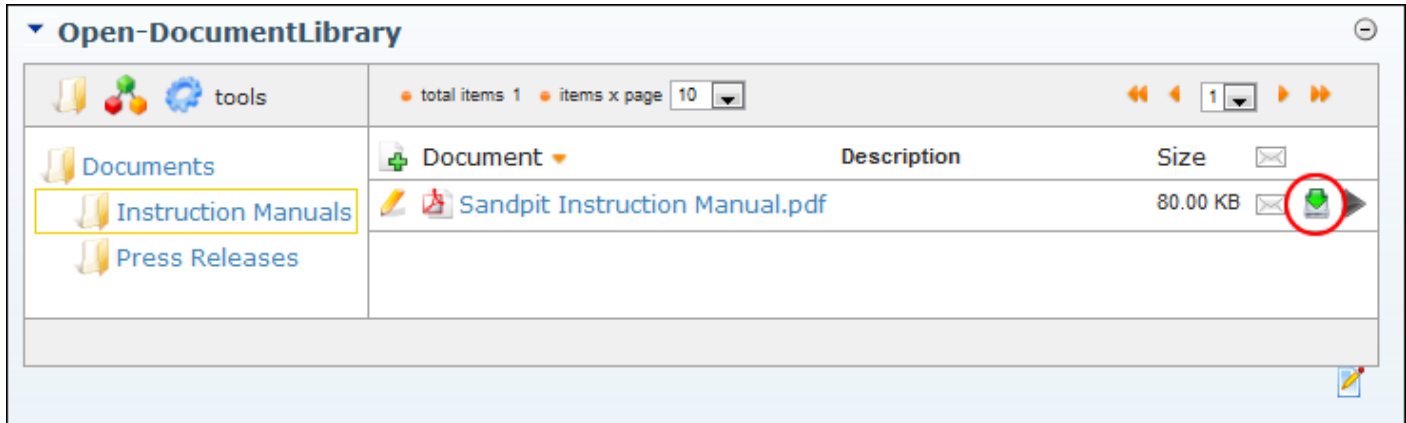 Open-DocumentLibrary
tools
total items 1 items x page 10
1
Documents
Instruction Manuals
Press Releases
Document Description Size
Sandpit Instruction Manual.pdf 80.00 KB